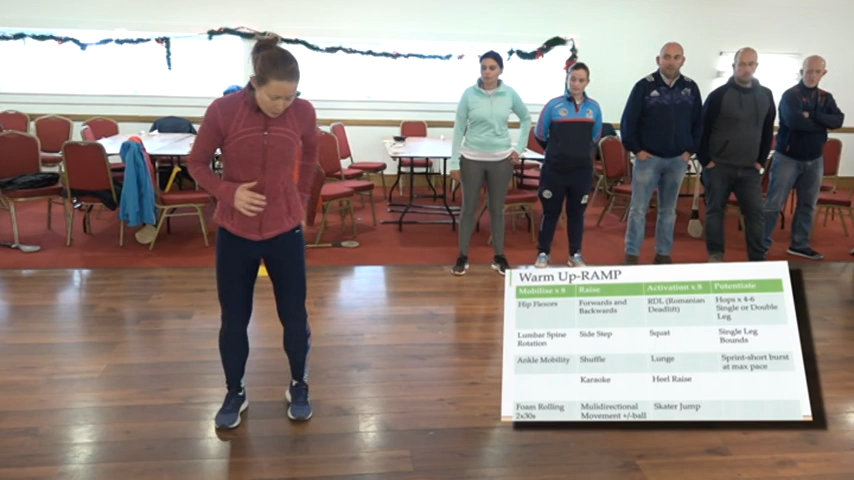 Warm Up-RAMP
Mobilise x 8 Raise Activation x 8 Potentiate
Hip Flexors Forwards and Backwards RDL (Romanian Deadlift) Hops x 4-6 Single or Double Leg
Lumbar Spine Rotation Side Step Squat Single Leg Bounds
Ankle Mobility Shuffle Lunge Sprint-short burst at max pace
Karaoke Heel Raise
Foam Rolling 2x30s Mulidirectional Movement +/-ball Skater Jump